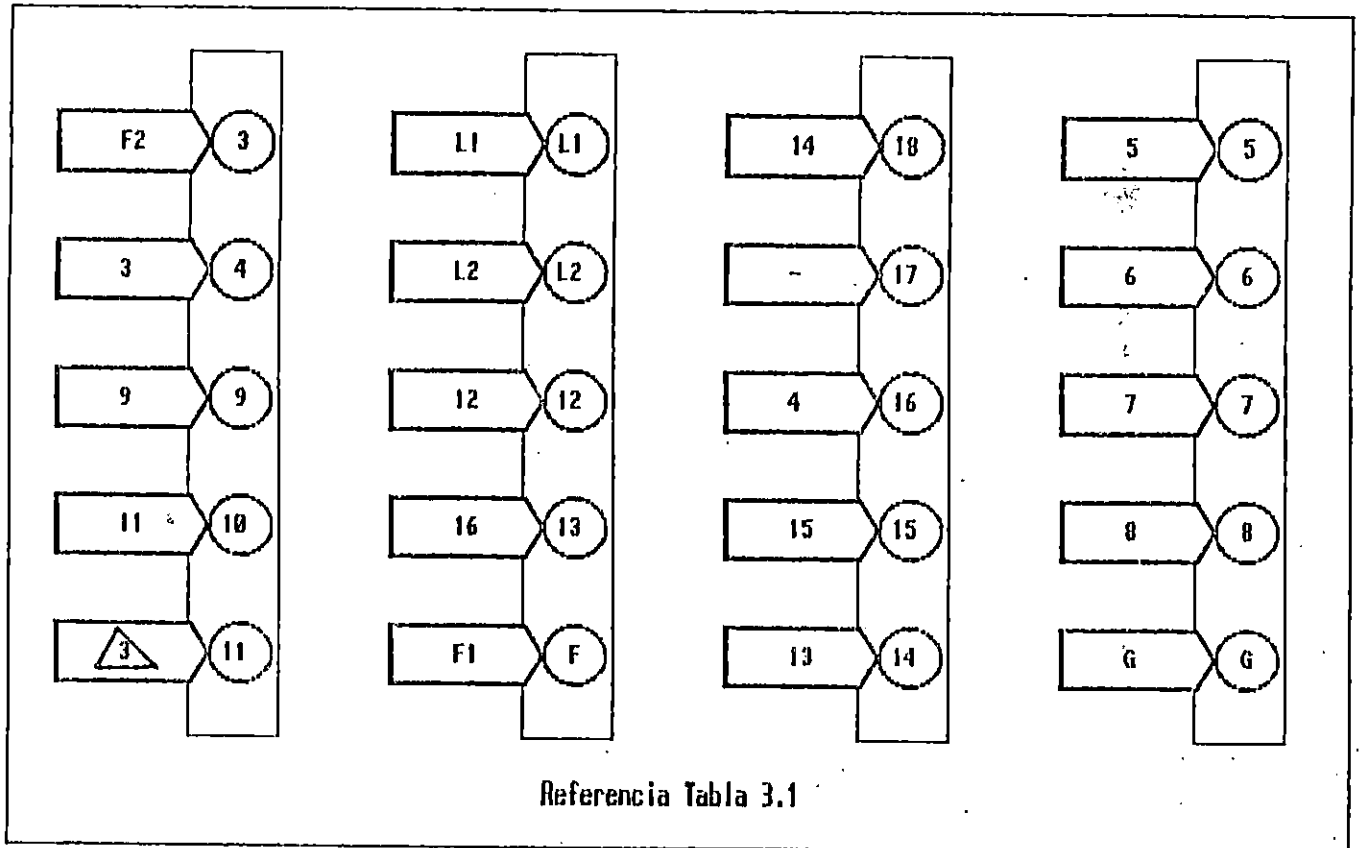 F2 3 L1 L1 14 18 5 5
3 4 L2 L2 - 17 6 6
9 9 12 12 4 16 7 7
11 10 16 13 15 15 8 8
3 11 F1 F 13 14 G G
Referencia Tabla 3.1